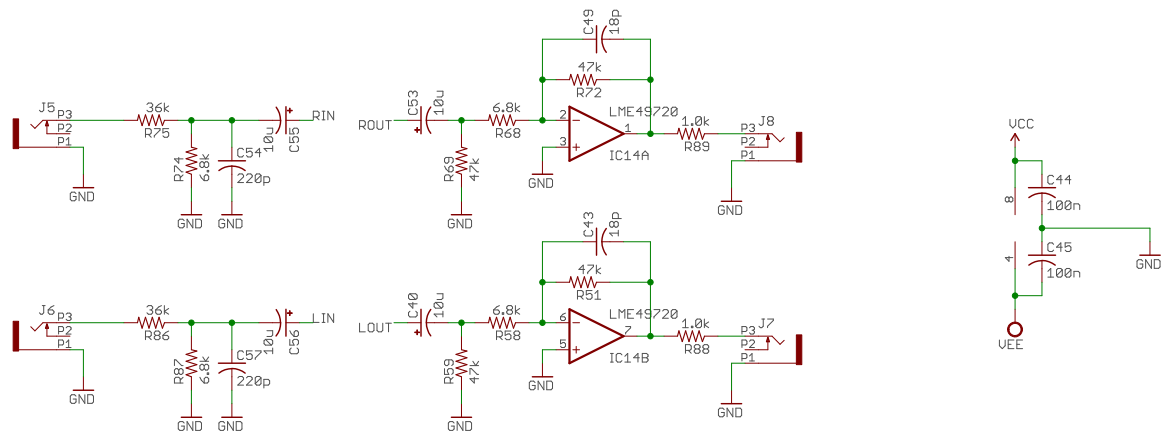 J5
P3
P2
P1
GND
36k
R75
R74
6.8k
GND
C54
220p
GND
10u
C55
RIN
ROUT
C53
10u
R69
47k
GND
6.8k
R68
C49
18p
47k
R72
LME49720
2
3
1
IC14A
GND
1.0k
R89
J8
P3
P2
P1
GND
VCC
8
C44
100n
4
C45
100n
GND
VEE
J6
P3
P2
P1
GND
36k
R86
R87
6.8k
GND
C57
220p
GND
10u
C56
LIN
LOUT
C40
10u
R59
47k
GND
6.8k
R58
C43
18p
47k
R51
LME49720
6
5
7
IC14B
GND
1.0k
R88
J7
P3
P2
P1
GND